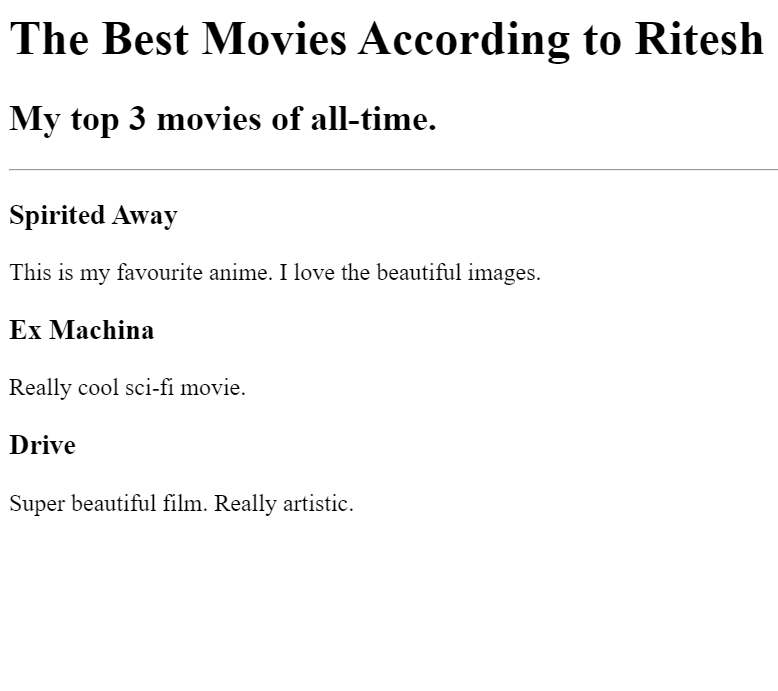 The Best Movies According to Ritesh
My top 3 movies of all-time.
Spirited Away
This is my favourite anime. I love the beautiful images.
Ex Machina
Really cool sci-fi movie.
Drive
Super beautiful film. Really artistic.